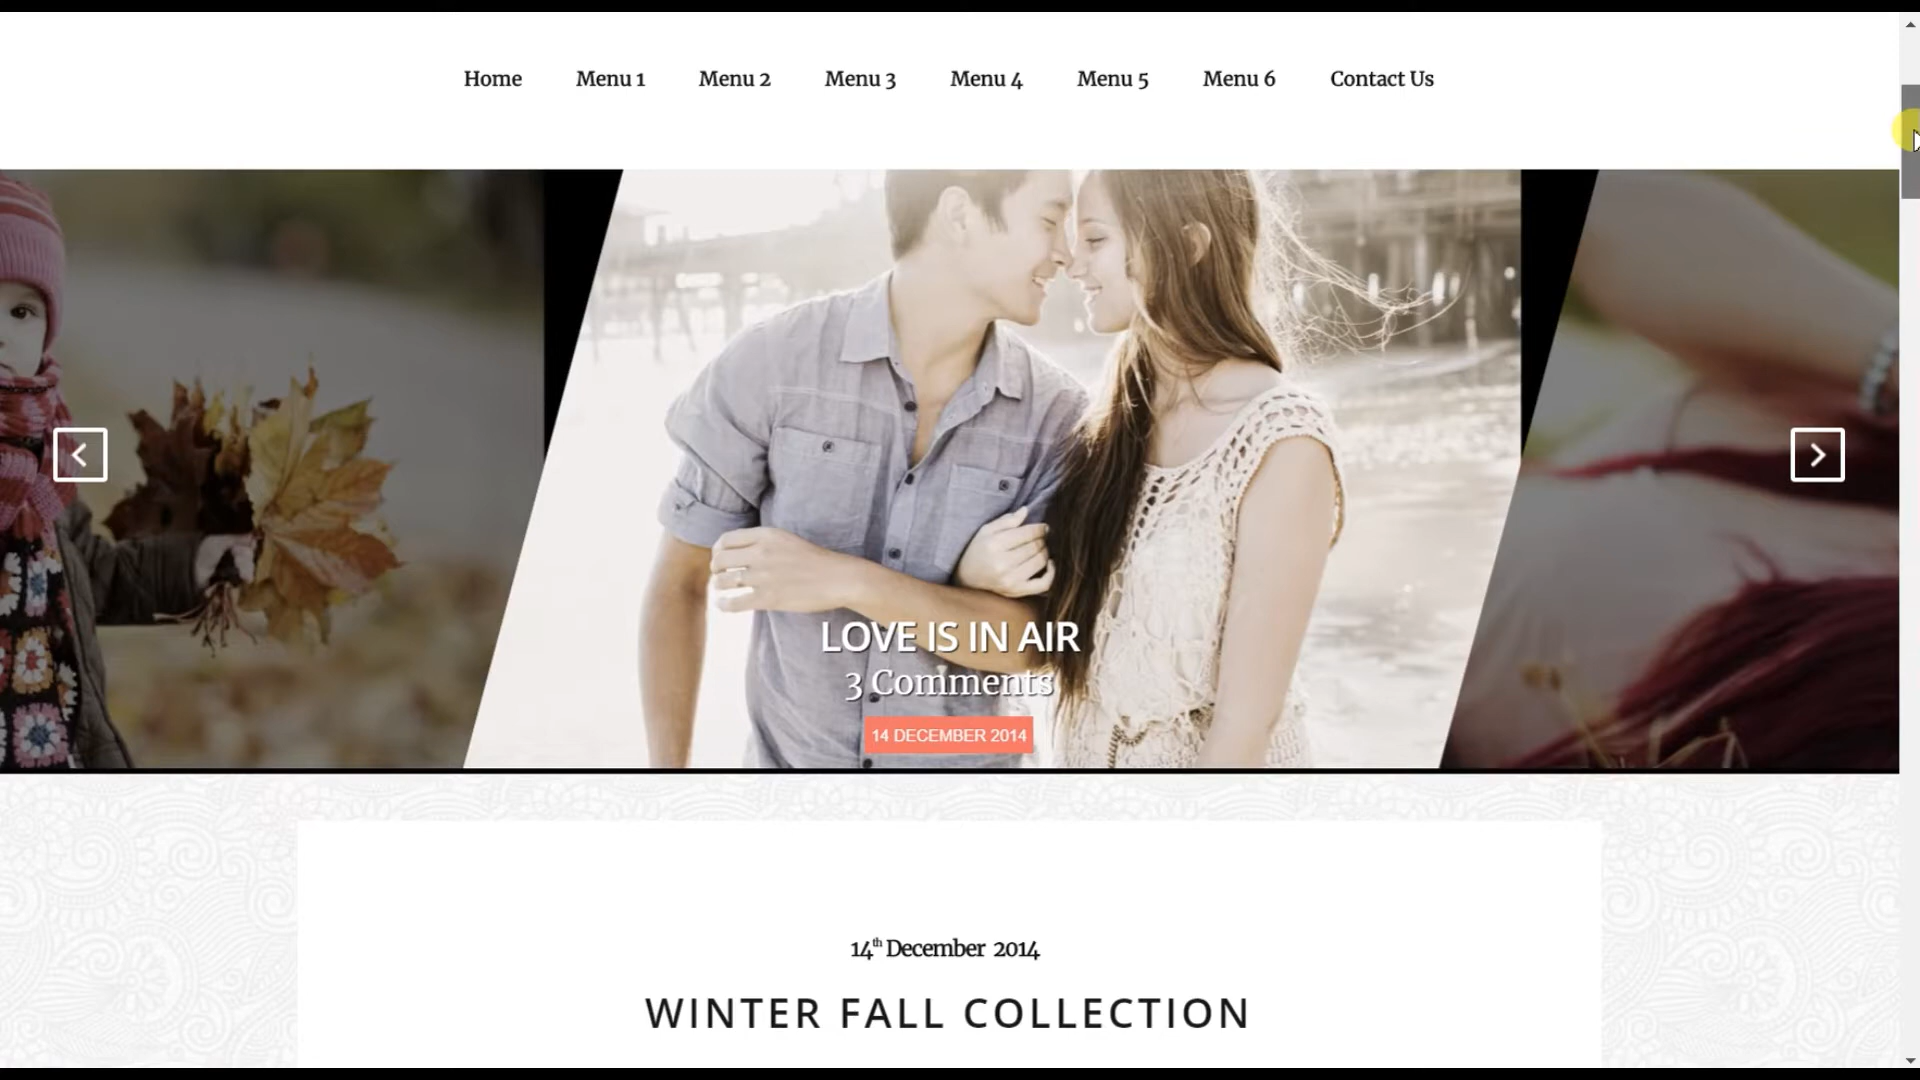 Home Menu 1 Menu 2 Menu 3 Menu 4 Menu 5 Menu 6 Contact Us
LOVE IS IN AIR
3 Comments
14 DECEMBER 2014
14th December 2014
WINTER FALL COLLECTION